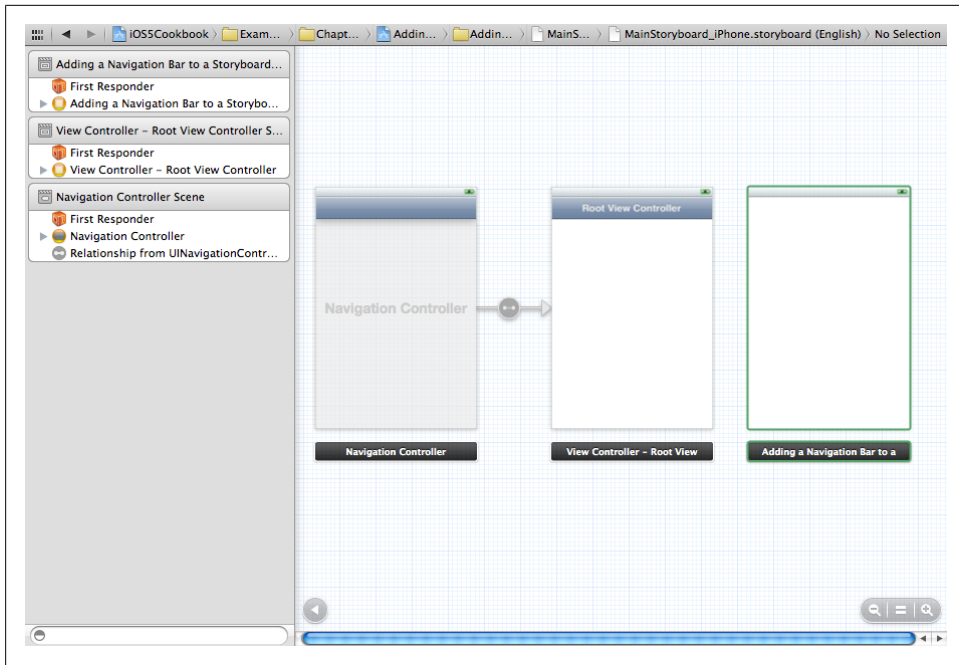 iOS5Cookbook Exam... Chapt... Addin... Addin... MainS... MainStoryboard_iPhone.storyboard (English) No Selection
Adding a Navigation Bar to a Storyboard...
First Responder
Adding a Navigation Bar to a Storybo...
View Controller – Root View Controller S...
First Responder
View Controller – Root View Controller
Navigation Controller Scene
First Responder
Navigation Controller
Relationship from UINavigationContr...
Root View Controller
Navigation Controller
Navigation Controller
View Controller – Root View
Adding a Navigation Bar to a